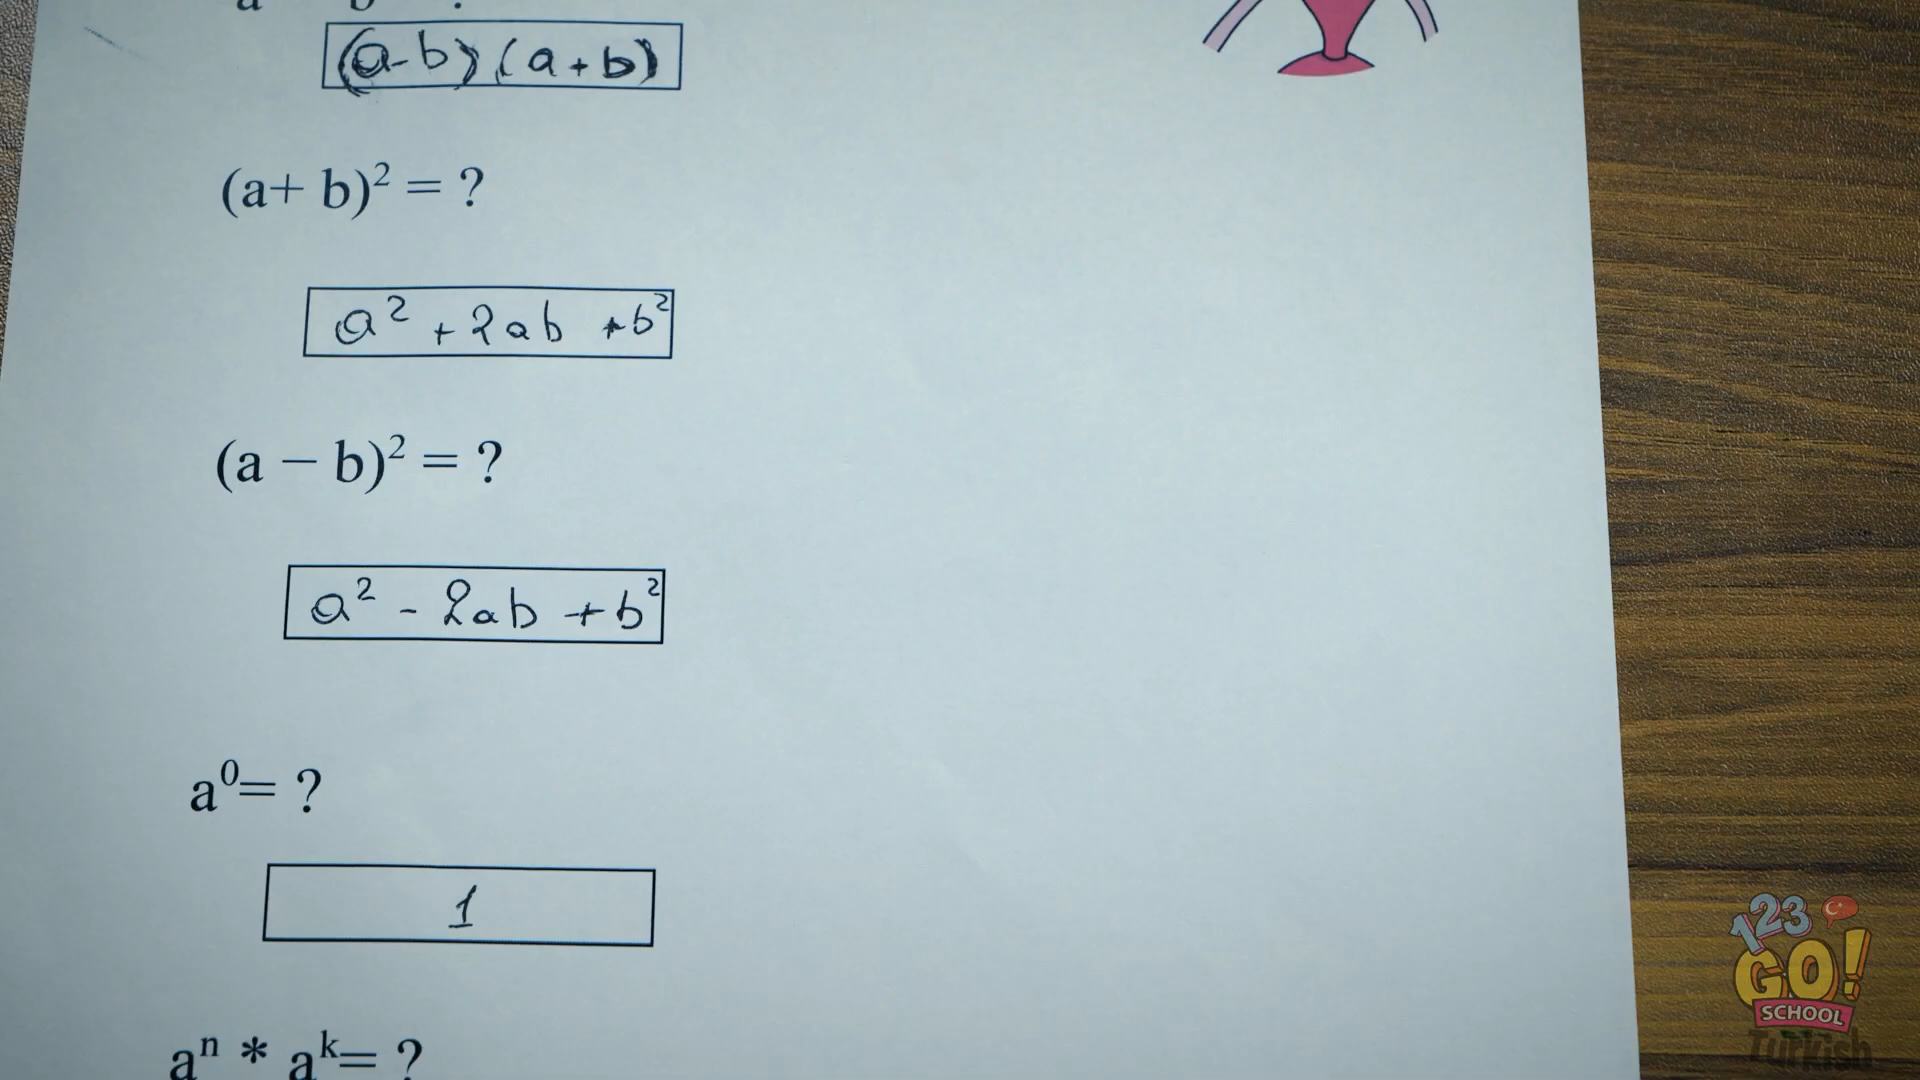 (a-b)(a+b)
(a+ b)² = ?
a² + 2ab + b²
(a − b)² = ?
a² - 2ab + b²
a⁰= ?
1
aⁿ * aᵏ= ?
123
GO!
SCHOOL
Turkish